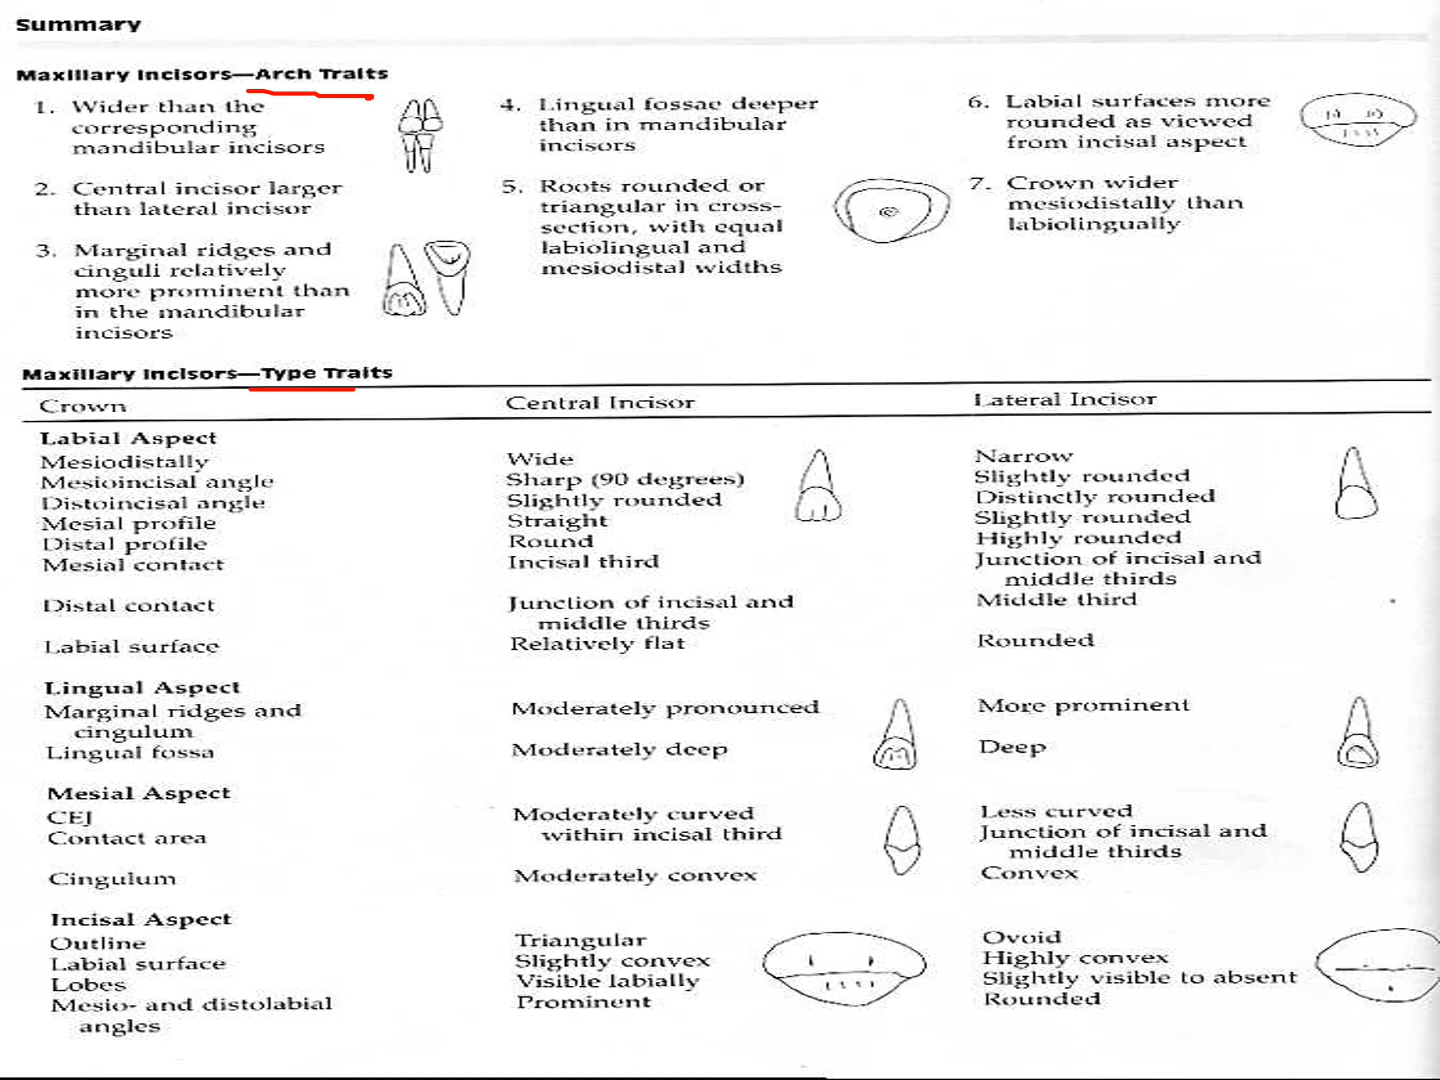 Summary
Maxillary Incisors—Arch Traits
1. Wider than the
corresponding
mandibular incisors
2. Central incisor larger
than lateral incisor
3. Marginal ridges and
cinguli relatively
more prominent than
in the mandibular
incisors
4. Lingual fossae deeper
than in mandibular
incisors
5. Roots rounded or
triangular in cross-
section, with equal
labiolingual and
mesiodistal widths
6. Labial surfaces more
rounded as viewed
from incisal aspect
7. Crown wider
mesiodistally than
labiolingually
Maxillary Incisors—Type Traits
Crown Central Incisor Lateral Incisor
Labial Aspect
Mesiodistally Wide Narrow
Mesioincisal angle Sharp (90 degrees) Slightly rounded
Distoincisal angle Slightly rounded Distinctly rounded
Mesial profile Straight Slightly rounded
Distal profile Round Highly rounded
Mesial contact Incisal third Junction of incisal and
middle thirds
Distal contact Junction of incisal and Middle third
middle thirds
Labial surface Relatively flat Rounded
Lingual Aspect
Marginal ridges and Moderately pronounced More prominent
cingulum
Lingual fossa Moderately deep Deep
Mesial Aspect
CEJ Moderately curved Less curved
Contact area within incisal third Junction of incisal and
middle thirds
Cingulum Moderately convex Convex
Incisal Aspect
Outline Triangular Ovoid
Labial surface Slightly convex Highly convex
Lobes Visible labially Slightly visible to absent
Mesio- and distolabial Prominent Rounded
angles